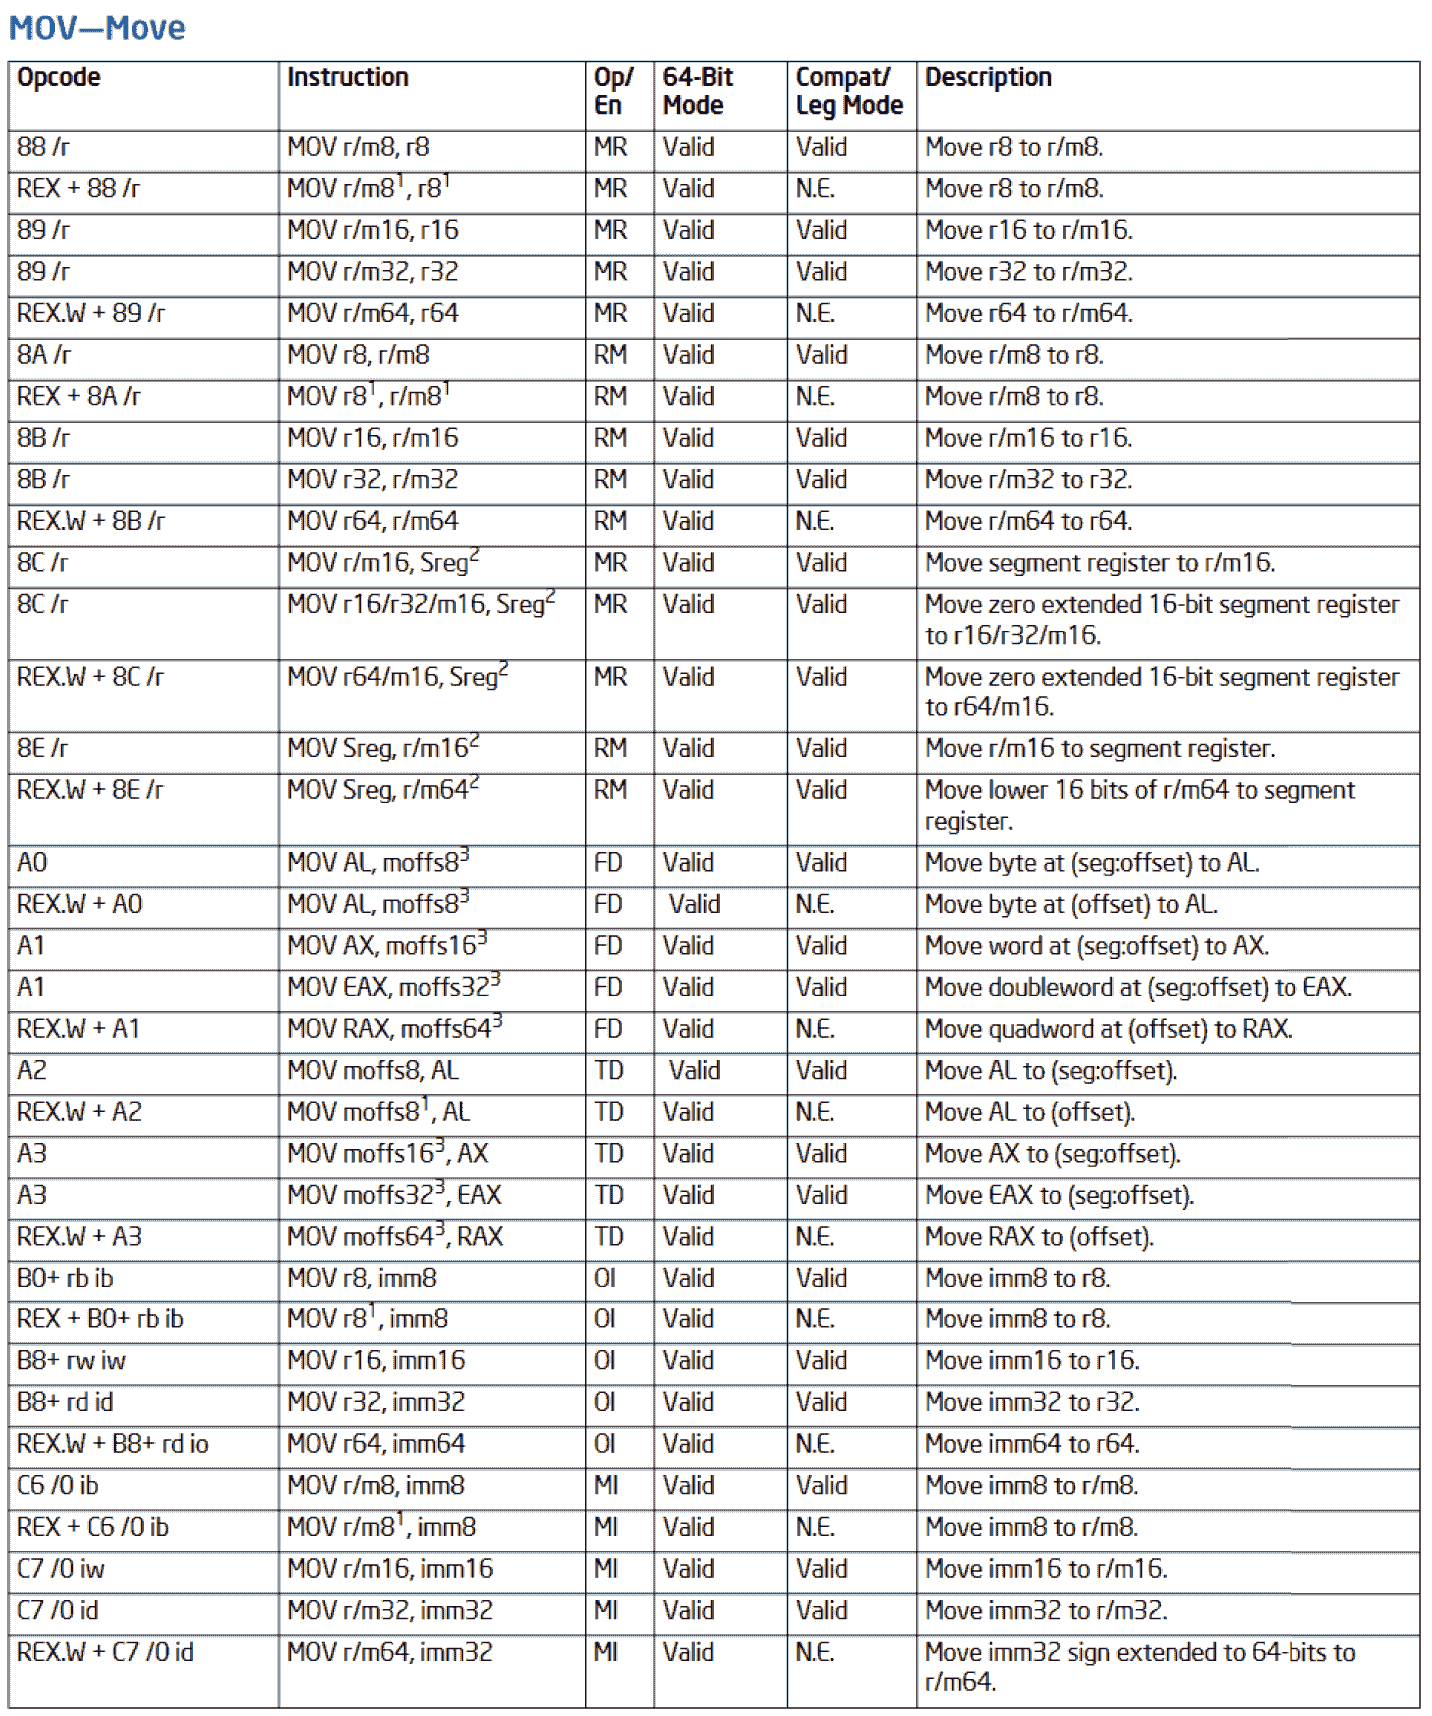 MOV—Move
Opcode Instruction Op/En 64-Bit Mode Compat/Leg Mode Description
88 /r MOV r/m8, r8 MR Valid Valid Move r8 to r/m8.
REX + 88 /r MOV r/m8¹, r8¹ MR Valid N.E. Move r8 to r/m8.
89 /r MOV r/m16, r16 MR Valid Valid Move r16 to r/m16.
89 /r MOV r/m32, r32 MR Valid Valid Move r32 to r/m32.
REX.W + 89 /r MOV r/m64, r64 MR Valid N.E. Move r64 to r/m64.
8A /r MOV r8, r/m8 RM Valid Valid Move r/m8 to r8.
REX + 8A /r MOV r8¹, r/m8¹ RM Valid N.E. Move r/m8 to r8.
8B /r MOV r16, r/m16 RM Valid Valid Move r/m16 to r16.
8B /r MOV r32, r/m32 RM Valid Valid Move r/m32 to r32.
REX.W + 8B /r MOV r64, r/m64 RM Valid N.E. Move r/m64 to r64.
8C /r MOV r/m16, Sreg² MR Valid Valid Move segment register to r/m16.
8C /r MOV r16/r32/m16, Sreg² MR Valid Valid Move zero extended 16-bit segment register
to r16/r32/m16.
REX.W + 8C /r MOV r64/m16, Sreg² MR Valid Valid Move zero extended 16-bit segment register
to r64/m16.
8E /r MOV Sreg, r/m16² RM Valid Valid Move r/m16 to segment register.
REX.W + 8E /r MOV Sreg, r/m64² RM Valid Valid Move lower 16 bits of r/m64 to segment
register.
A0 MOV AL, moffs8³ FD Valid Valid Move byte at (seg:offset) to AL.
REX.W + A0 MOV AL, moffs8³ FD Valid N.E. Move byte at (offset) to AL.
A1 MOV AX, moffs16³ FD Valid Valid Move word at (seg:offset) to AX.
A1 MOV EAX, moffs32³ FD Valid Valid Move doubleword at (seg:offset) to EAX.
REX.W + A1 MOV RAX, moffs64³ FD Valid N.E. Move quadword at (offset) to RAX.
A2 MOV moffs8, AL TD Valid Valid Move AL to (seg:offset).
REX.W + A2 MOV moffs8¹, AL TD Valid N.E. Move AL to (offset).
A3 MOV moffs16³, AX TD Valid Valid Move AX to (seg:offset).
A3 MOV moffs32³, EAX TD Valid Valid Move EAX to (seg:offset).
REX.W + A3 MOV moffs64³, RAX TD Valid N.E. Move RAX to (offset).
B0+ rb ib MOV r8, imm8 OI Valid Valid Move imm8 to r8.
REX + B0+ rb ib MOV r8¹, imm8 OI Valid N.E. Move imm8 to r8.
B8+ rw iw MOV r16, imm16 OI Valid Valid Move imm16 to r16.
B8+ rd id MOV r32, imm32 OI Valid Valid Move imm32 to r32.
REX.W + B8+ rd io MOV r64, imm64 OI Valid N.E. Move imm64 to r64.
C6 /0 ib MOV r/m8, imm8 MI Valid Valid Move imm8 to r/m8.
REX + C6 /0 ib MOV r/m8¹, imm8 MI Valid N.E. Move imm8 to r/m8.
C7 /0 iw MOV r/m16, imm16 MI Valid Valid Move imm16 to r/m16.
C7 /0 id MOV r/m32, imm32 MI Valid Valid Move imm32 to r/m32.
REX.W + C7 /0 id MOV r/m64, imm32 MI Valid N.E. Move imm32 sign extended to 64-bits to
r/m64.